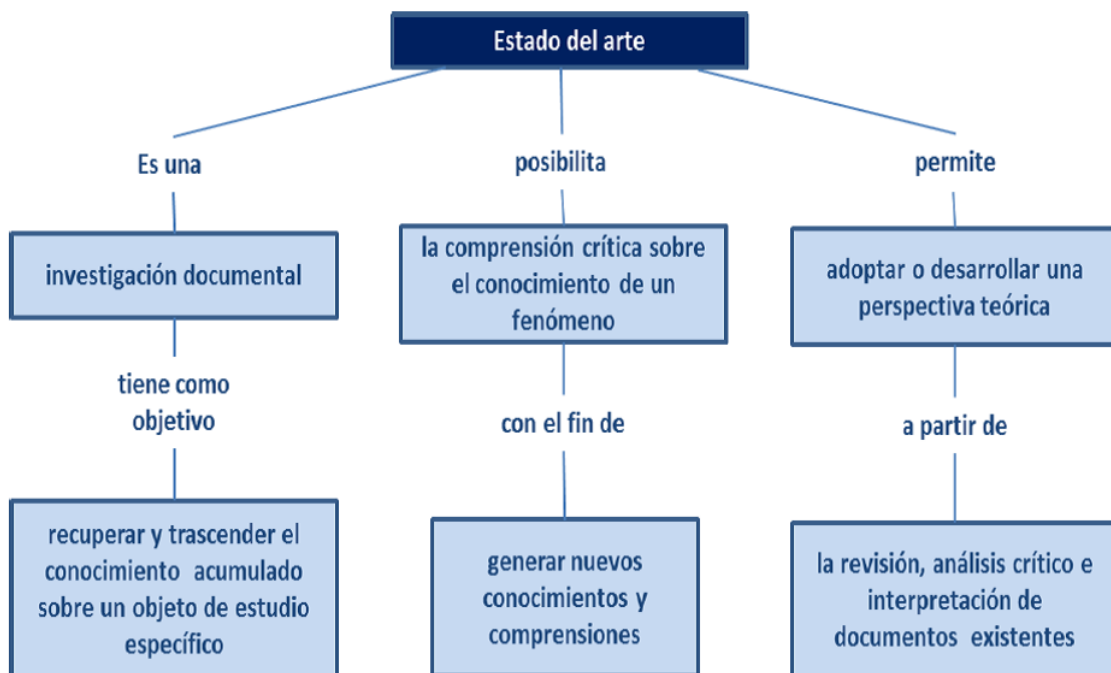 Estado del arte
Es una
investigación documental
tiene como
objetivo
recuperar y trascender el
conocimiento acumulado
sobre un objeto de estudio
específico
posibilita
la comprensión crítica sobre
el conocimiento de un
fenómeno
con el fin de
generar nuevos
conocimientos y
comprensiones
permite
adoptar o desarrollar una
perspectiva teórica
a partir de
la revisión, análisis crítico e
interpretación de
documentos existentes